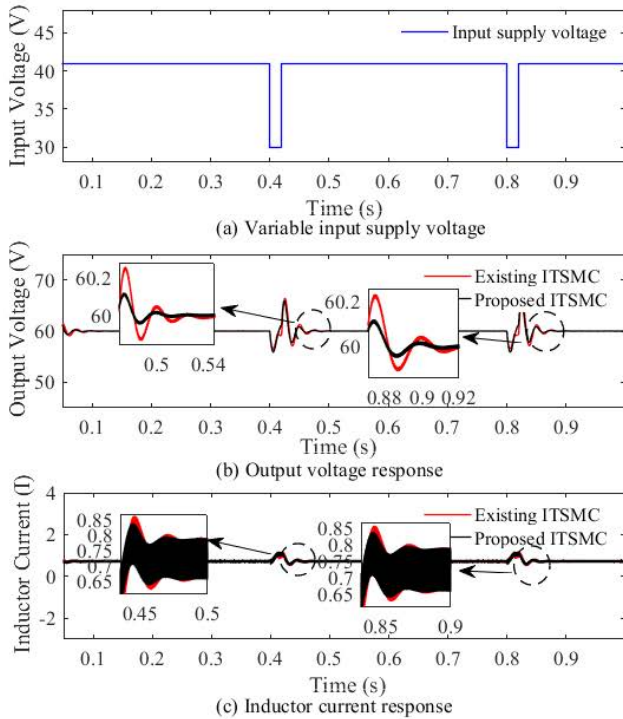 45
40
35
30
Input Voltage (V)
Input supply voltage
0.1 0.2 0.3 0.4 0.5 0.6 0.7 0.8 0.9
Time (s)
(a) Variable input supply voltage
75
60
45
Output Voltage (V)
60.2
60
0.5 0.54
60.2
60
0.88 0.9 0.92
Existing ITSMC
Proposed ITSMC
0.1 0.2 0.3 0.4 0.5 0.6 0.7 0.8 0.9
Time (s)
(b) Output voltage response
4
2
0
-2
Inductor Current (I)
0.85
0.8
0.75
0.7
0.65
0.45 0.5
0.85
0.8
0.75
0.7
0.65
0.85 0.9
Existing ITSMC
Proposed ITSMC
0.1 0.2 0.3 0.4 0.5 0.6 0.7 0.8 0.9
Time (s)
(c) Inductor current response